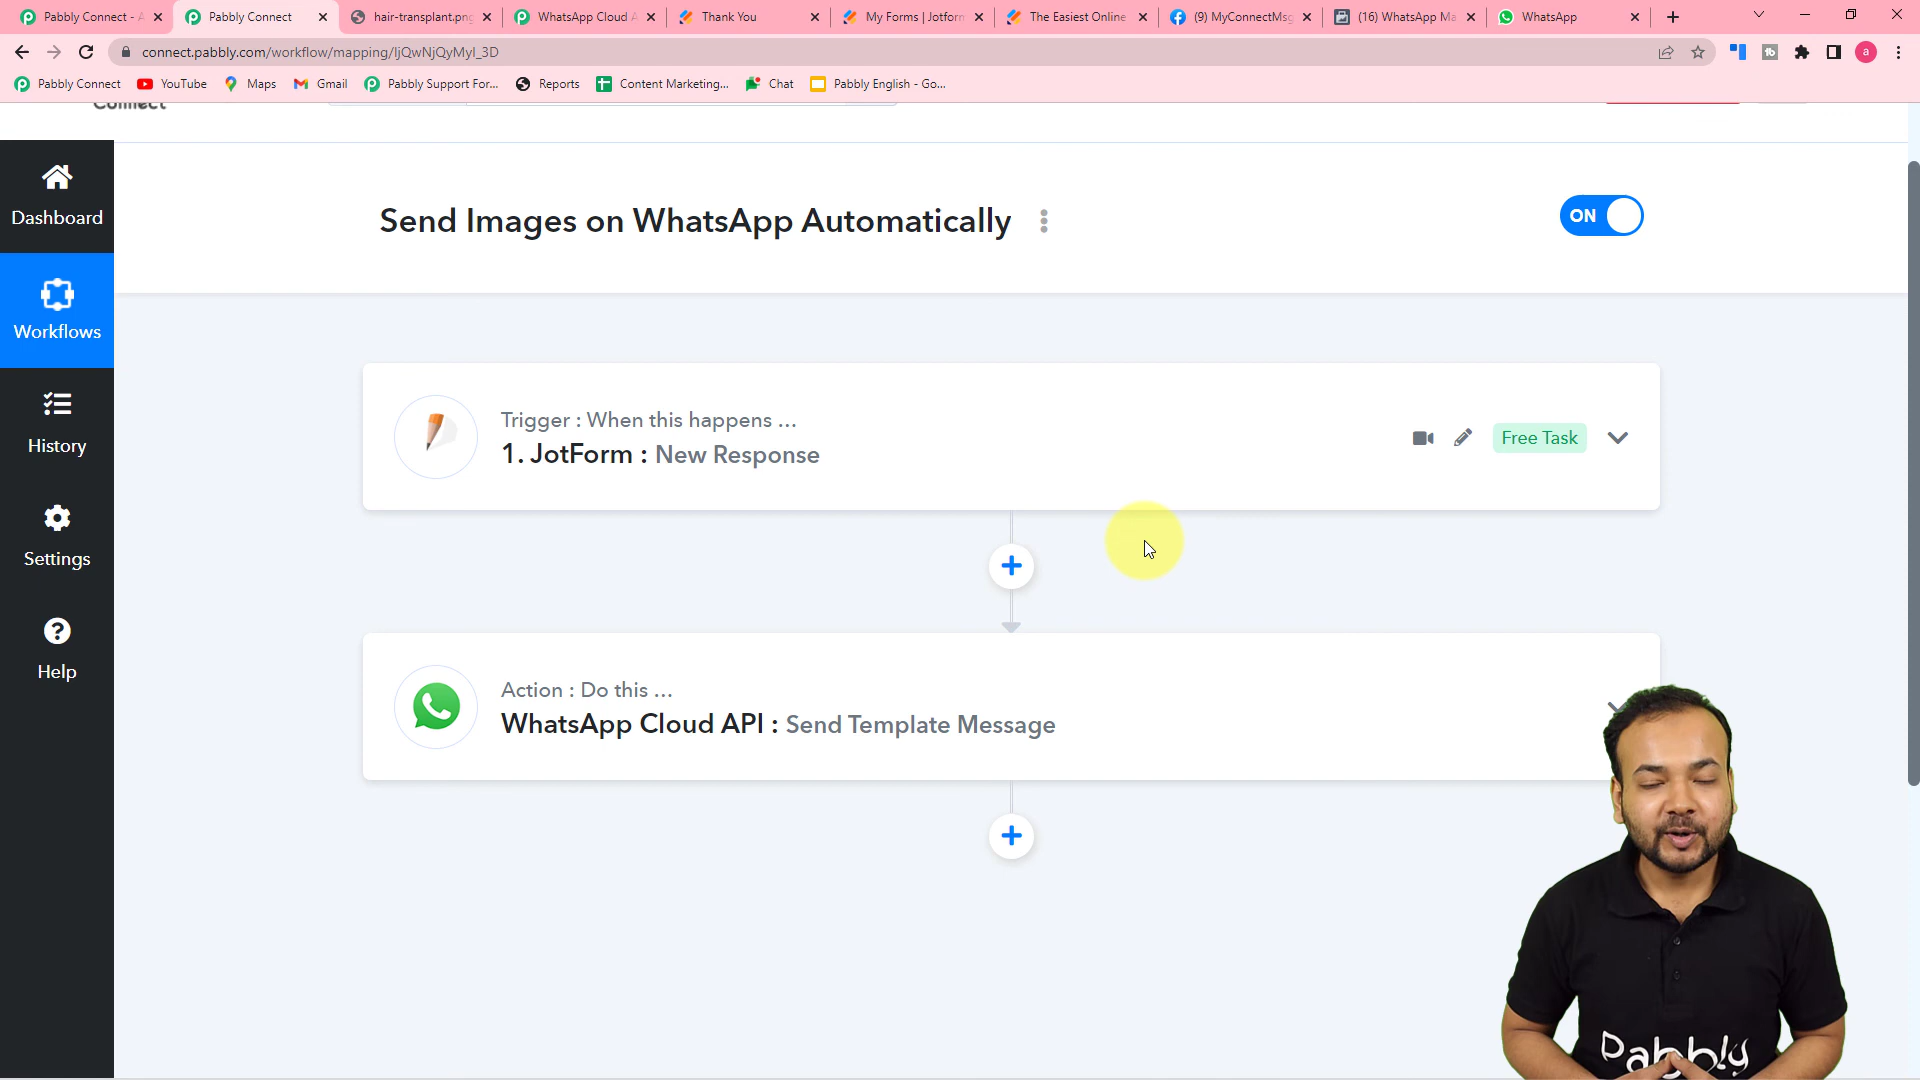 Pabbly Connect - A
Pabbly Connect
hair-transplant.png
WhatsApp Cloud A
Thank You
My Forms | Jotform
The Easiest Online
(9) MyConnectMsg
(16) WhatsApp Ma
WhatsApp
connect.pabbly.com/workflow/mapping/IjQwNjQyMyI_3D
Pabbly Connect
YouTube
Maps
Gmail
Pabbly Support For...
Reports
Content Marketing...
Chat
Pabbly English - Go...
Connect
Dashboard
Workflows
History
Settings
Help
Send Images on WhatsApp Automatically
ON
Trigger : When this happens ...
1. JotForm : New Response
Free Task
Action : Do this ...
WhatsApp Cloud API : Send Template Message
Pabbly